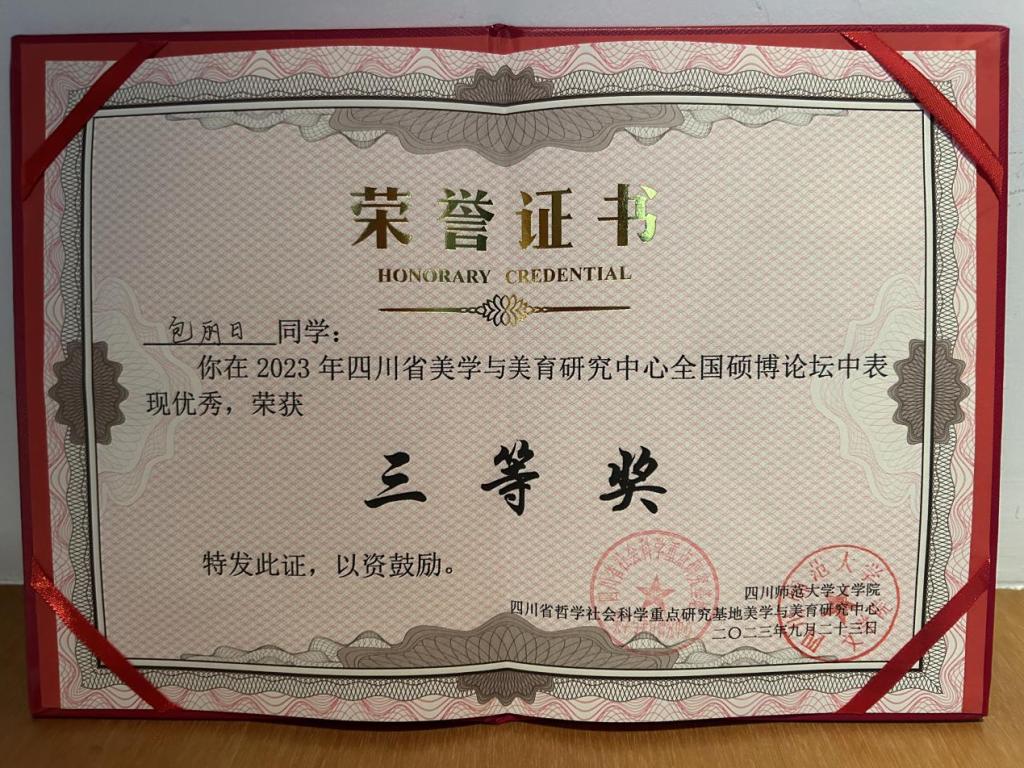 荣誉证书
HONORARY CREDENTIAL
包丽日 同学：
你在 2023 年四川省美学与美育研究中心全国硕博论坛中表
现优秀，荣获
三等奖
特发此证，以资鼓励。
四川师范大学文学院
四川省哲学社会科学重点研究基地美学与美育研究中心
二〇二三年九月二十三日